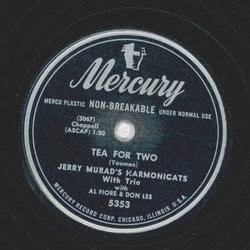 Mercury
MERCO PLASTIC NON-BREAKABLE UNDER NORMAL USE
(3067)
Chappell
(ASCAP) 1:20
TEA FOR TWO
(Youman)
JERRY MURAD'S HARMONICATS
With Trio
with
AL FIORE & DON LES
5353
MERCURY RECORD CORP. CHICAGO, ILLINOIS U.S.A.